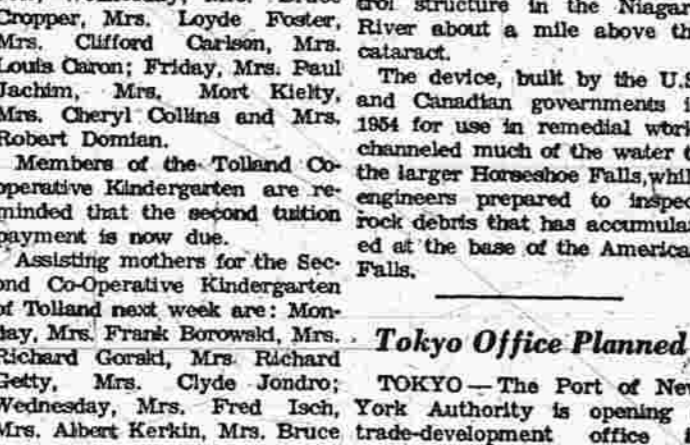 Cropper, Mrs. Loyde Foster,
Mrs. Clifford Carlson, Mrs.
Louis Caron; Friday, Mrs. Paul
Jachim, Mrs. Mort Kielty,
Mrs. Cheryl Collins and Mrs.
Robert Domian.
Members of the Tolland Co-
operative Kindergarten are re-
minded that the second tuition
payment is now due.
Assisting mothers for the Sec-
ond Co-Operative Kindergarten
of Tolland next week are: Mon-
day, Mrs. Frank Borowski, Mrs.
Richard Gorski, Mrs. Richard
Getty, Mrs. Clyde Jondro;
Wednesday, Mrs. Fred Isch,
Mrs. Albert Kerkin, Mrs. Bruce
trol structure in the Niagar
River about a mile above th
cataract.
The device, built by the U.S
and Canadian governments i
1954 for use in remedial work
channeled much of the water t
the larger Horseshoe Falls, whil
engineers prepared to inspec
rock debris that has accumulat
ed at the base of the America
Falls.
Tokyo Office Planned
TOKYO — The Port of New
York Authority is opening
trade-development office